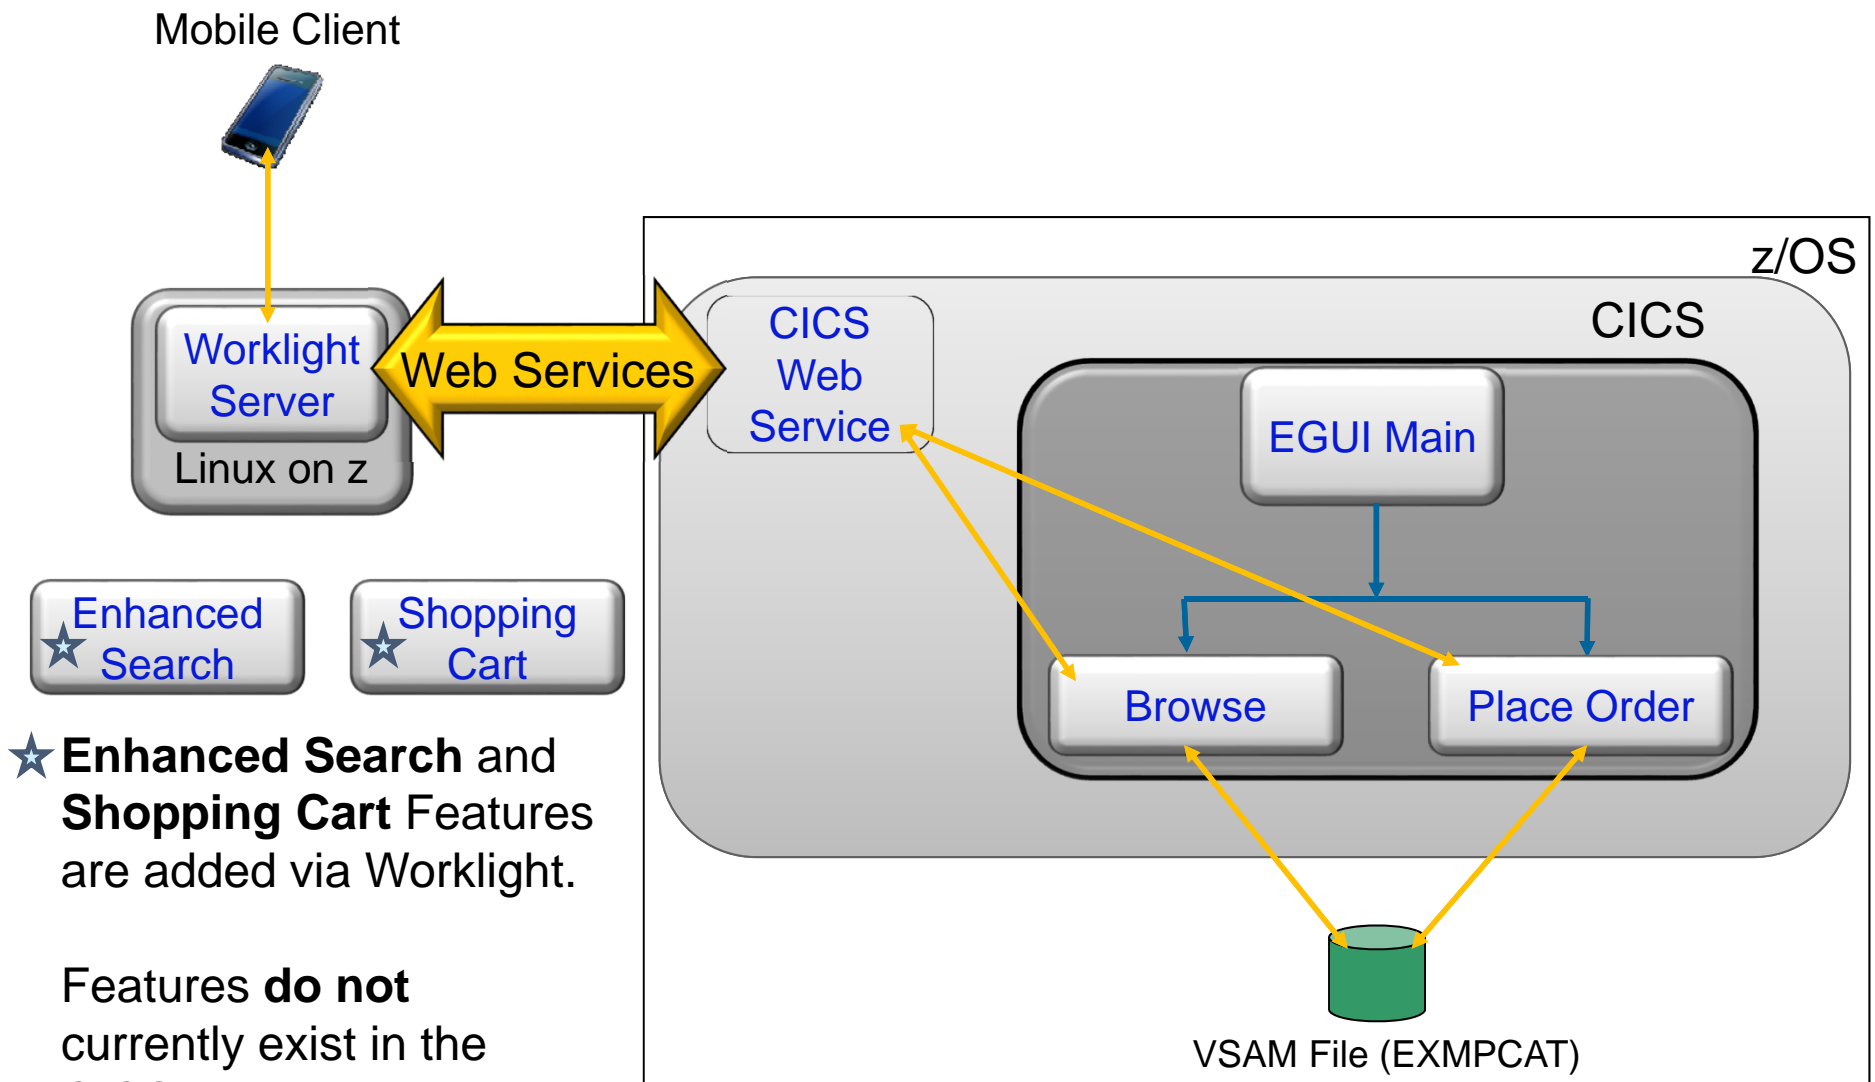 Mobile Client
z/OS
CICS
Worklight
Server
Linux on z
Web Services
CICS
Web
Service
EGUI Main
Browse
Place Order
Enhanced
Search
Shopping
Cart
Enhanced Search and
Shopping Cart Features
are added via Worklight.
Features do not
currently exist in the
VSAM File (EXMPCAT)